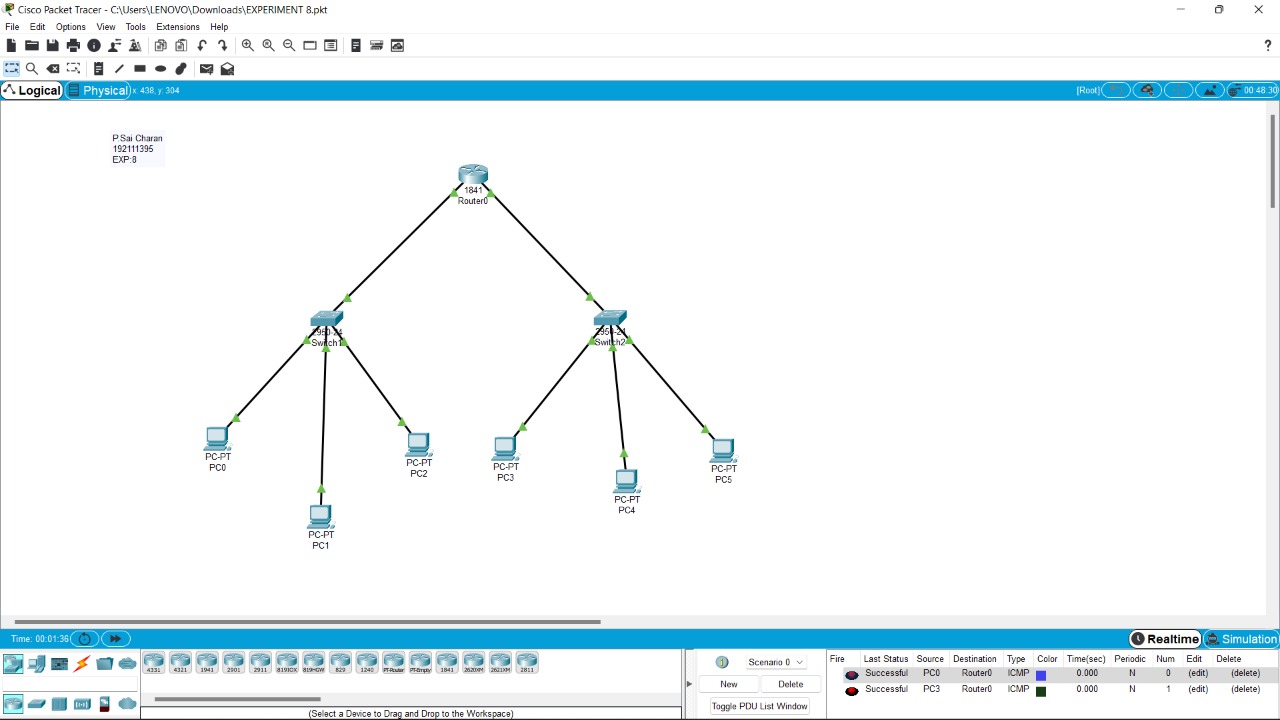 Cisco Packet Tracer - C:\Users\LENOVO\Downloads\EXPERIMENT 8.pkt
File Edit Options View Tools Extensions Help
?
Logical Physical x: 438, y: 304 [Root] 00:48:30
P.Sai Charan
192111395
EXP:8
1841
Router0
2950-24
Switch1
2950-24
Switch2
PC-PT
PC0
PC-PT
PC1
PC-PT
PC2
PC-PT
PC3
PC-PT
PC4
PC-PT
PC5
Time: 00:01:36 Realtime Simulation
4331 4321 1941 2901 2911 819IOX 819HGW 829 1240 PT-Router PT-Empty 1841 2620XM 2621XM 2811
(Select a Device to Drag and Drop to the Workspace)
Scenario 0
New Delete
Toggle PDU List Window
Fire Last Status Source Destination Type Color Time(sec) Periodic Num Edit Delete
Successful PC0 Router0 ICMP 0.000 N 0 (edit) (delete)
Successful PC3 Router0 ICMP 0.000 N 1 (edit) (delete)